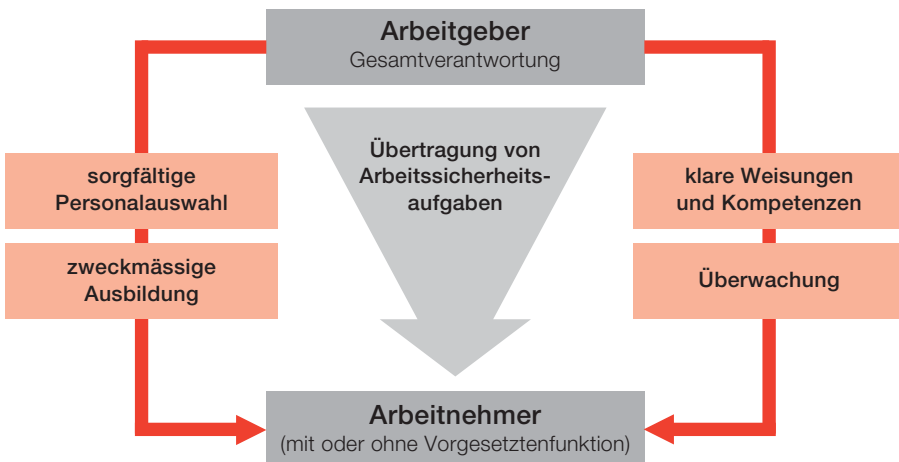 Arbeitgeber
Gesamtverantwortung
Übertragung von
Arbeitssicherheits-
aufgaben
sorgfältige
Personalauswahl
zweckmässige
Ausbildung
klare Weisungen
und Kompetenzen
Überwachung
Arbeitnehmer
(mit oder ohne Vorgesetztenfunktion)